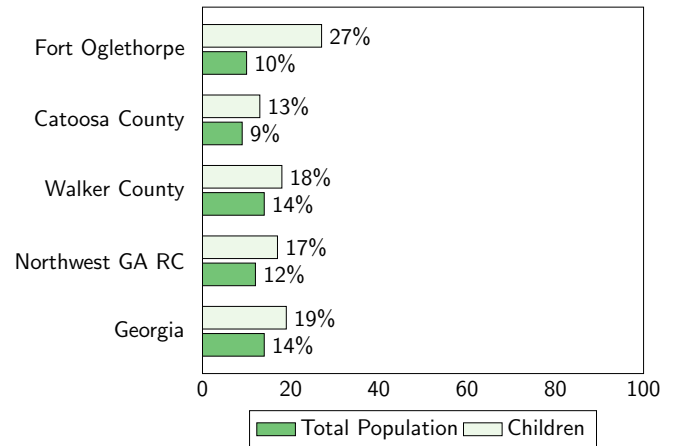 Fort Oglethorpe
27%
10%
Catoosa County
13%
9%
Walker County
18%
14%
Northwest GA RC
17%
12%
Georgia
19%
14%
0 20 40 60 80 100
Total Population Children